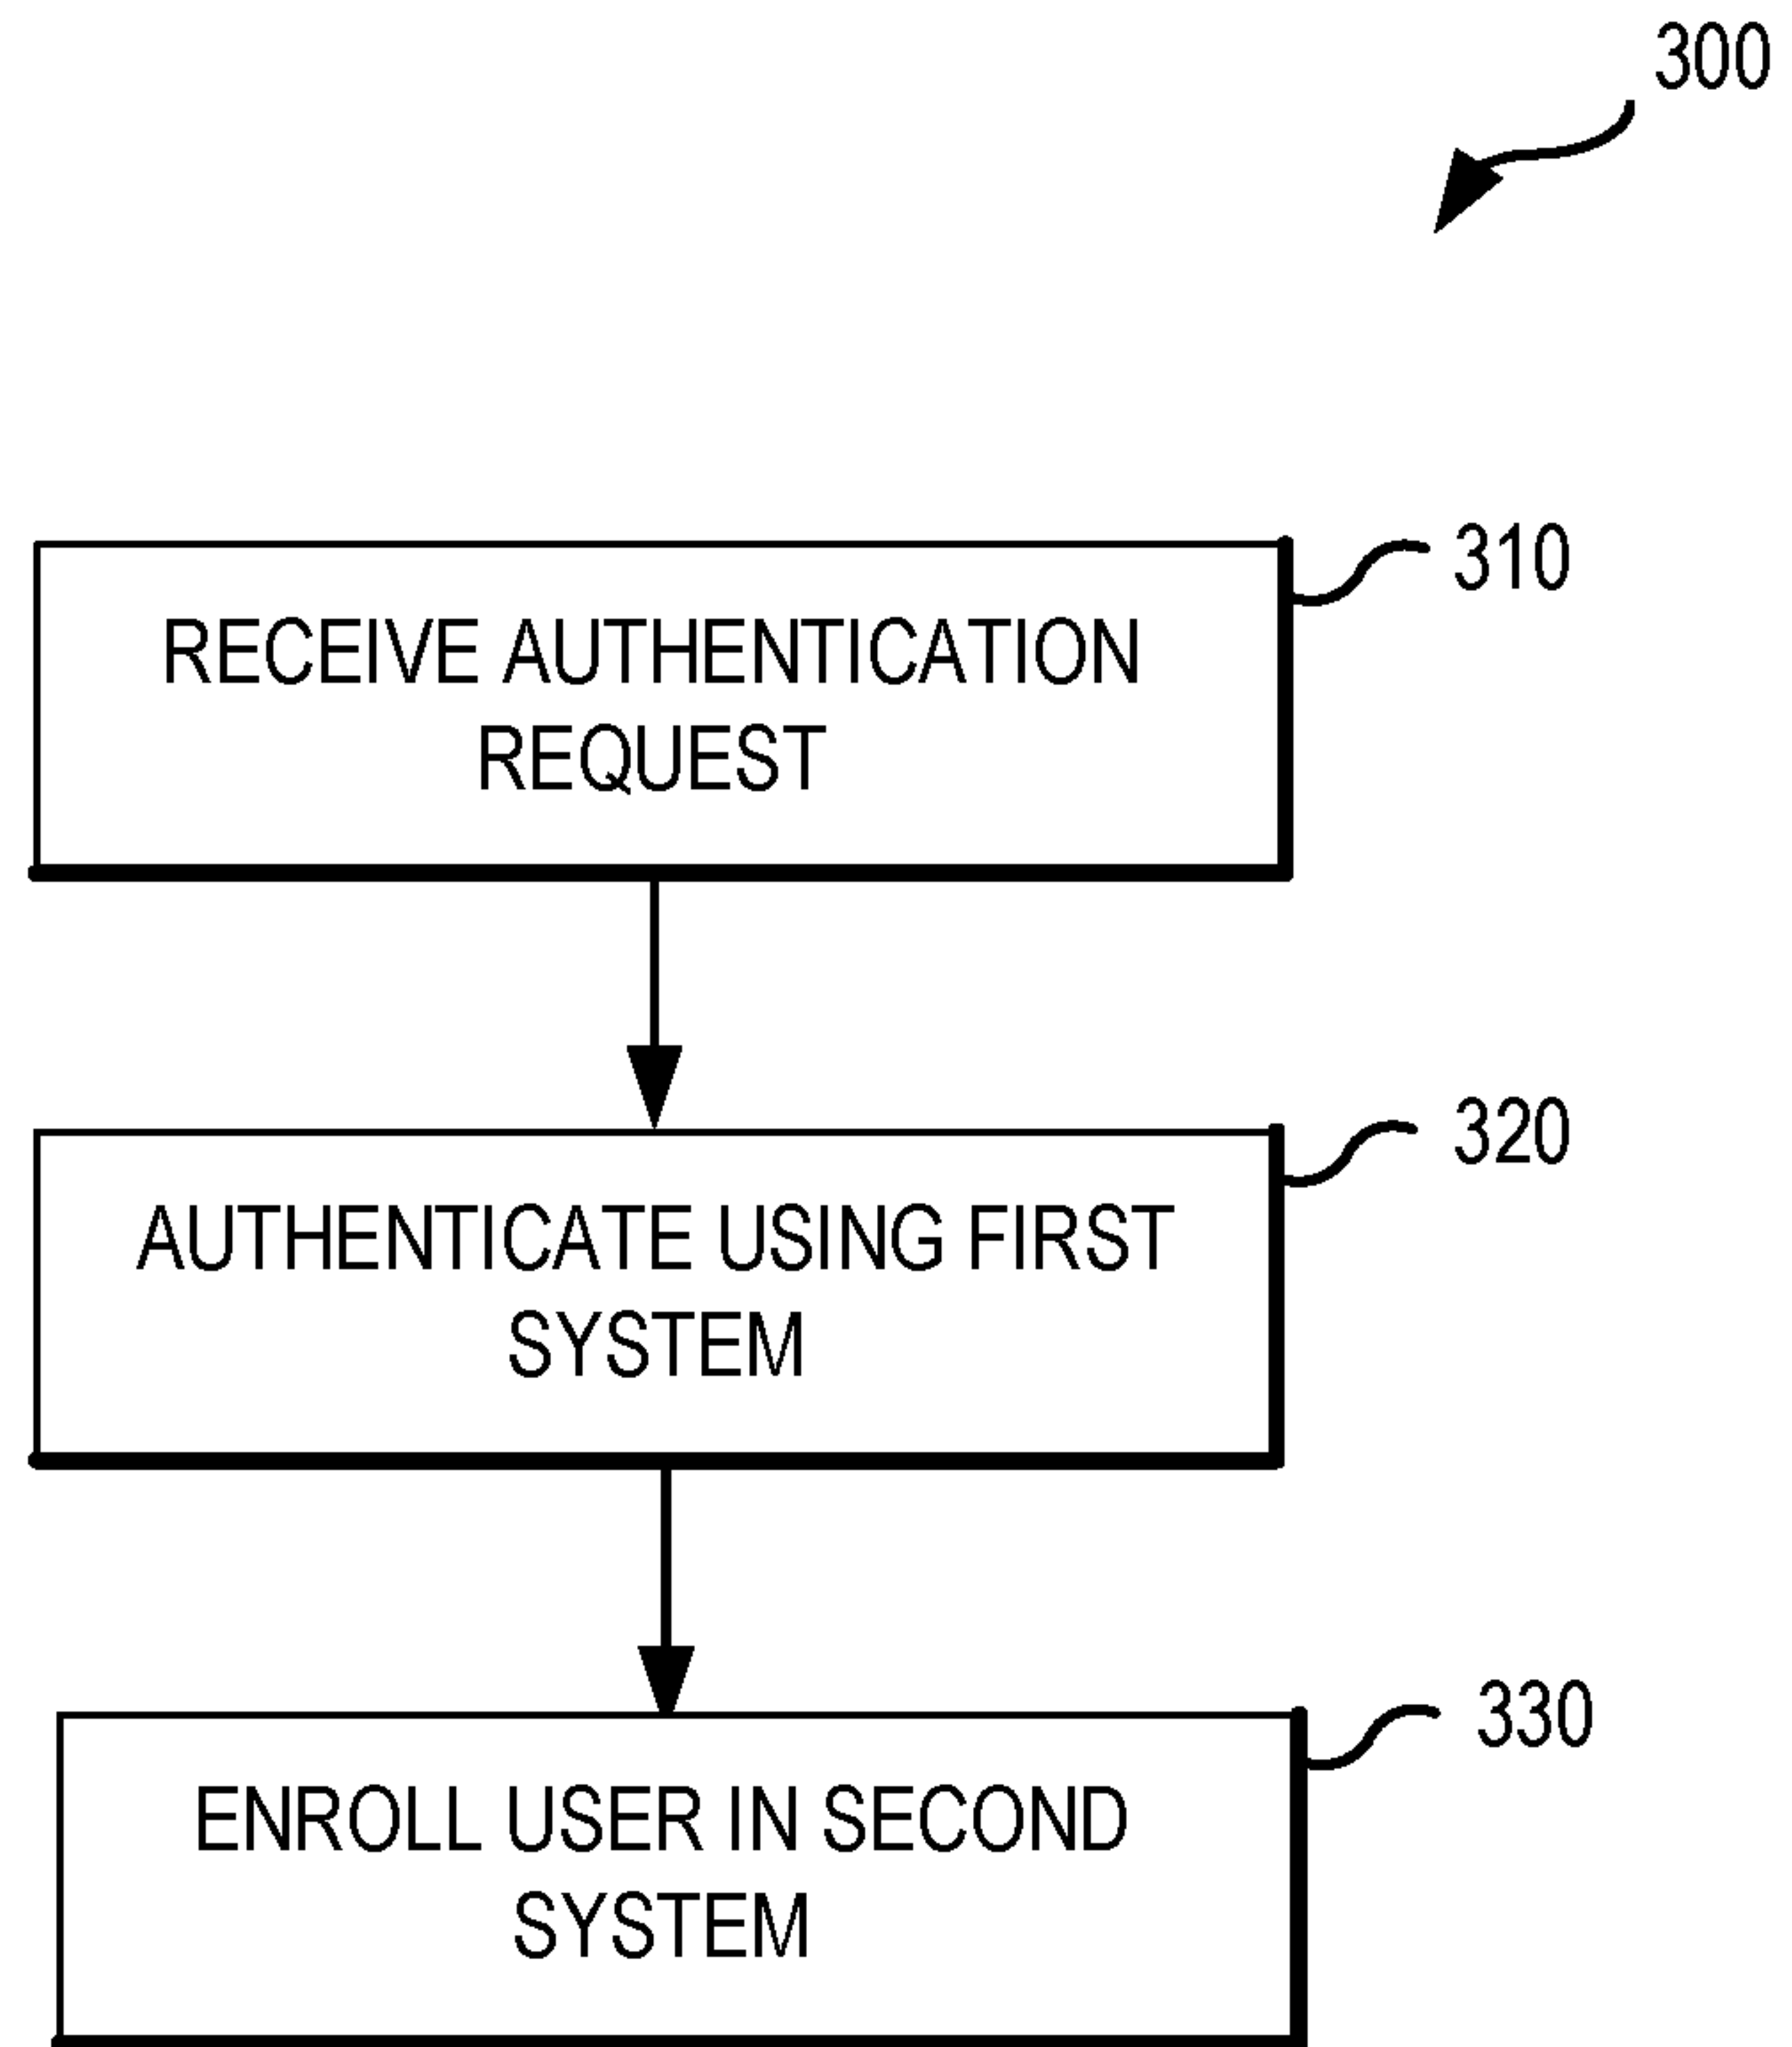 300
310
RECEIVE AUTHENTICATION
REQUEST
320
AUTHENTICATE USING FIRST
SYSTEM
330
ENROLL USER IN SECOND
SYSTEM